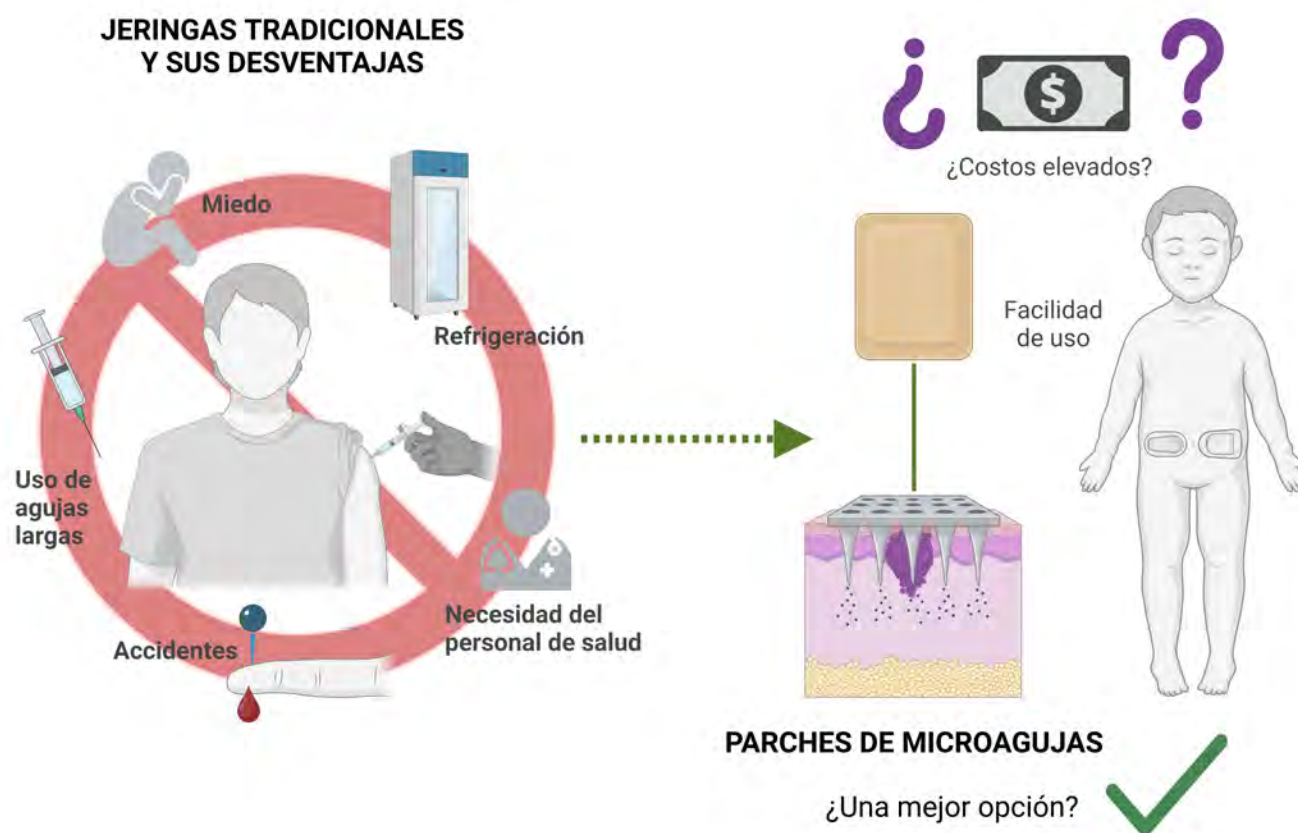 JERINGAS TRADICIONALES
Y SUS DESVENTAJAS
Miedo
Refrigeración
Uso de
agujas
largas
Accidentes
Necesidad del
personal de salud
¿ $ ?
¿Costos elevados?
Facilidad
de uso
PARCHES DE MICROAGUJAS
¿Una mejor opción?